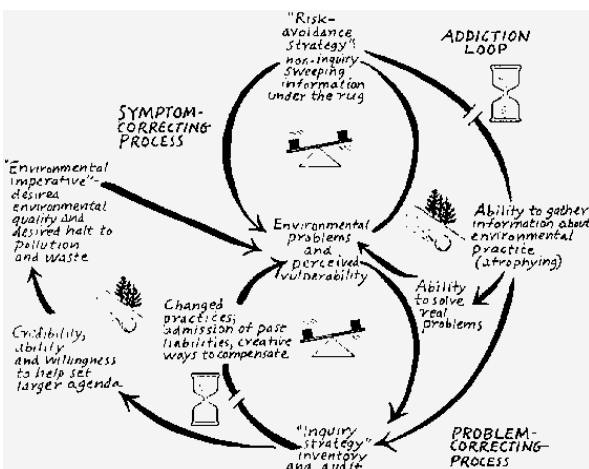 "Risk-
avoidance
strategy":
non-inquiry
sweeping
information
under the rug
ADDICTION
LOOP
SYMPTOM-
CORRECTING
PROCESS
"Environmental
imperative"-
desired
environmental
quality and
desired halt to
pollution
and waste
Environmental
problems
and
perceived
vulnerability
Ability to gather
information about
environmental
practice
(atrophying)
Ability
to solve
real
problems
Changed
practices;
admission of past
liabilities, creative
ways to compensate
Credibility,
ability
and willingness
to help set
larger agenda
"Inquiry
strategy"
inventory
and audit
PROBLEM-
CORRECTING
PROCESS